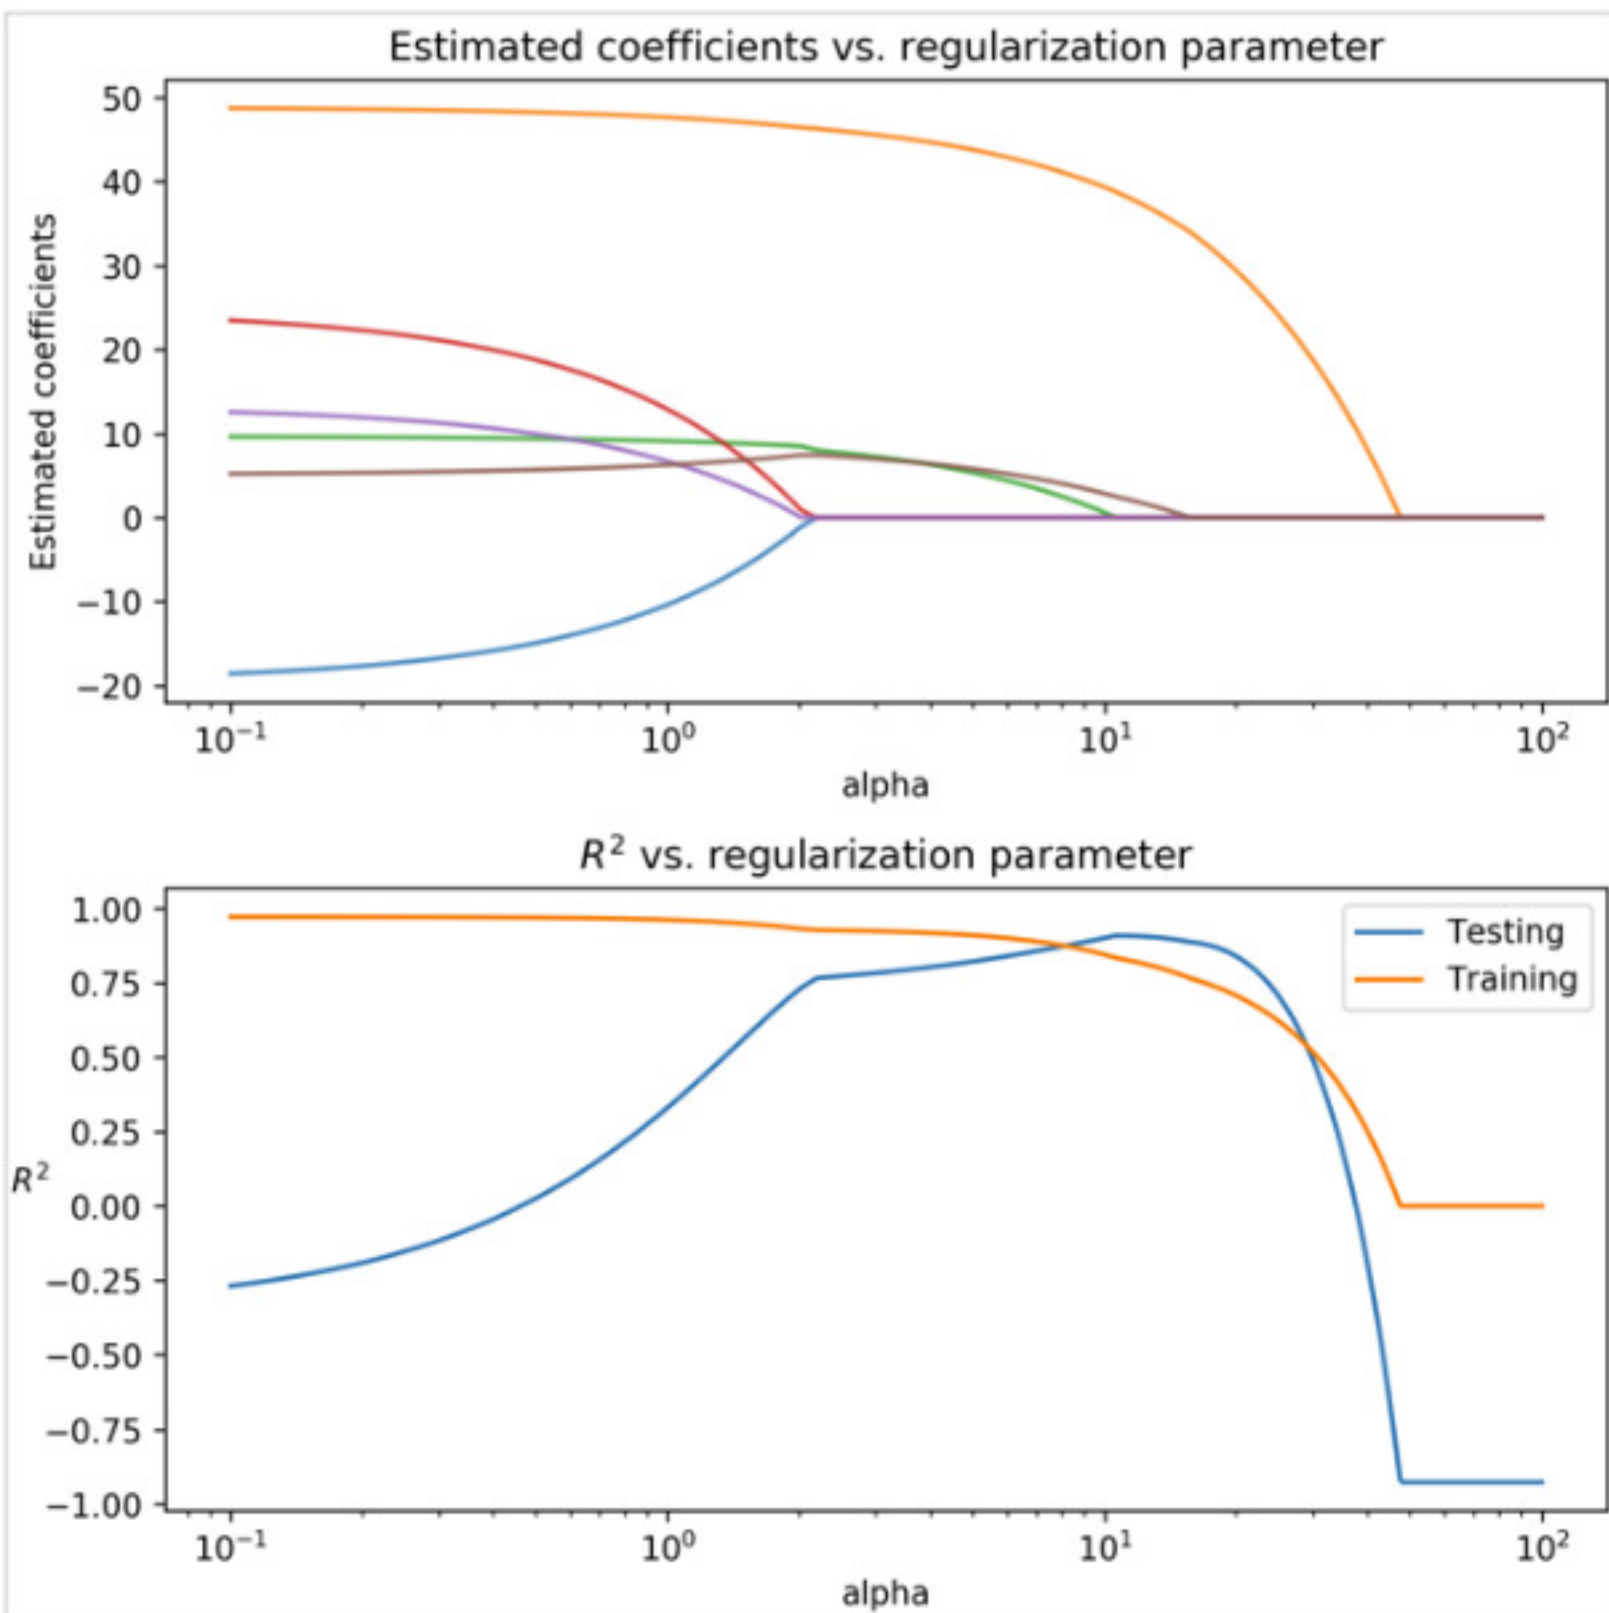 Estimated coefficients vs. regularization parameter
50
40
30
20
10
0
−10
−20
Estimated coefficients
10⁻¹ 10⁰ 10¹ 10²
alpha
R² vs. regularization parameter
1.00
0.75
0.50
0.25
0.00
−0.25
−0.50
−0.75
−1.00
R²
Testing
Training
10⁻¹ 10⁰ 10¹ 10²
alpha